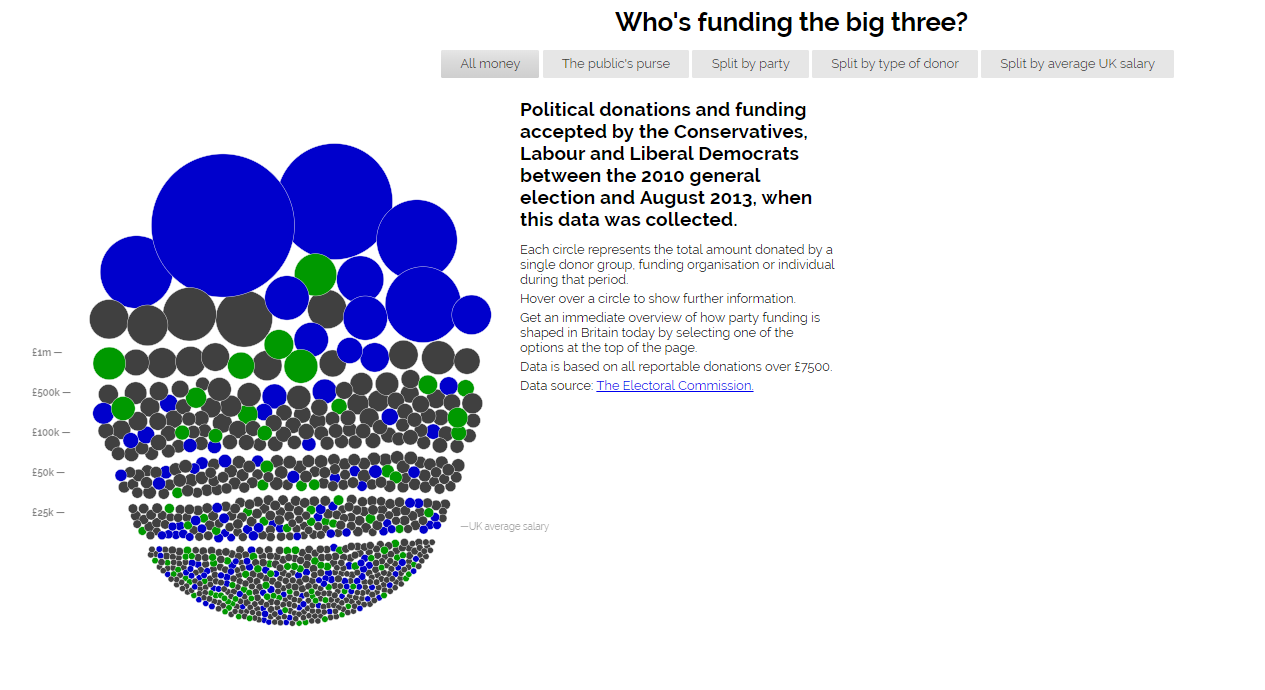 Who's funding the big three?
All money
The public's purse
Split by party
Split by type of donor
Split by average UK salary
Political donations and funding
accepted by the Conservatives,
Labour and Liberal Democrats
between the 2010 general
election and August 2013, when
this data was collected.
Each circle represents the total amount donated by a
single donor group, funding organisation or individual
during that period.
Hover over a circle to show further information.
Get an immediate overview of how party funding is
shaped in Britain today by selecting one of the
options at the top of the page.
Data is based on all reportable donations over £7500.
Data source: The Electoral Commission.
£1m —
£500k —
£100k —
£50k —
£25k —
—UK average salary